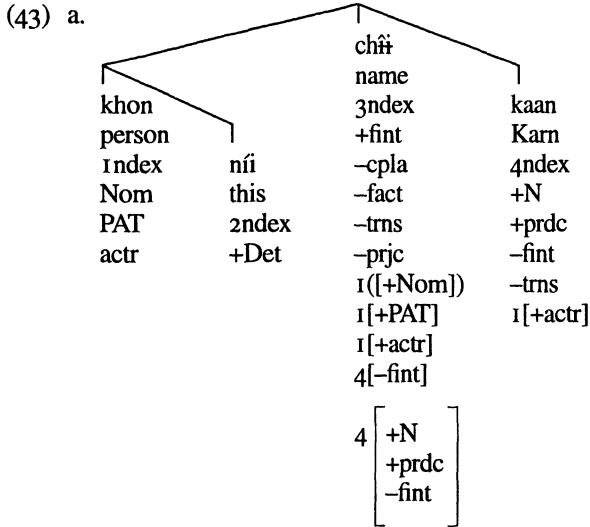 (43) a.
khon
person
1ndex
Nom
PAT
actr
níi
this
2ndex
+Det
chɨ̂ɨ
name
3ndex
+fint
–cpla
–fact
–trns
–prjc
1([+Nom])
1[+PAT]
1[+actr]
4[–fint]
4 [+N
+prdc
–fint]
kaan
Karn
4ndex
+N
+prdc
–fint
–trns
1[+actr]